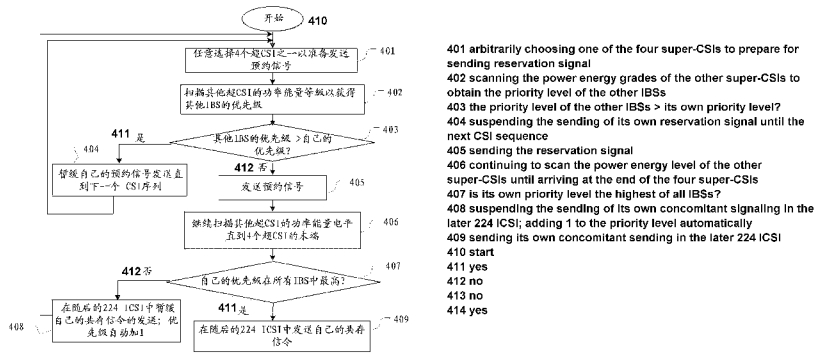 开始
410
任意选择4个超CSI之一以准备发送
预约信号
401
扫描其他超CSI的功率能量等级以获得
其他IBS的优先级
402
411 是
其他IBS的优先级 >自己的
优先级?
403
404
暂缓自己的预约信号发送直
到下一个 CSI序列
412 否
发送预约信号
405
继续扫描其他超CSI的功率能量电平
直到4个超CSI的末端
406
412 否
自己的优先级在所有IBS中最高?
407
411是
在随后的224 ICSI中暂缓
自己的共存信令的发送; 优
先级自动加1
408
在随后的224 ICSI中发送自己的共存
信令
409
401 arbitrarily choosing one of the four super-CSIs to prepare for
sending reservation signal
402 scanning the power energy grades of the other super-CSIs to
obtain the priority level of the other IBSs
403 the priority level of the other IBSs > its own priority level?
404 suspending the sending of its own reservation signal until the
next CSI sequence
405 sending the reservation signal
406 continuing to scan the power energy level of the other
super-CSIs until arriving at the end of the four super-CSIs
407 is its own priority level the highest of all IBSs?
408 suspending the sending of its own concomitant signaling in the
later 224 ICSI; adding 1 to the priority level automatically
409 sending its own concomitant sending in the later 224 ICSI
410 start
411 yes
412 no
413 no
414 yes